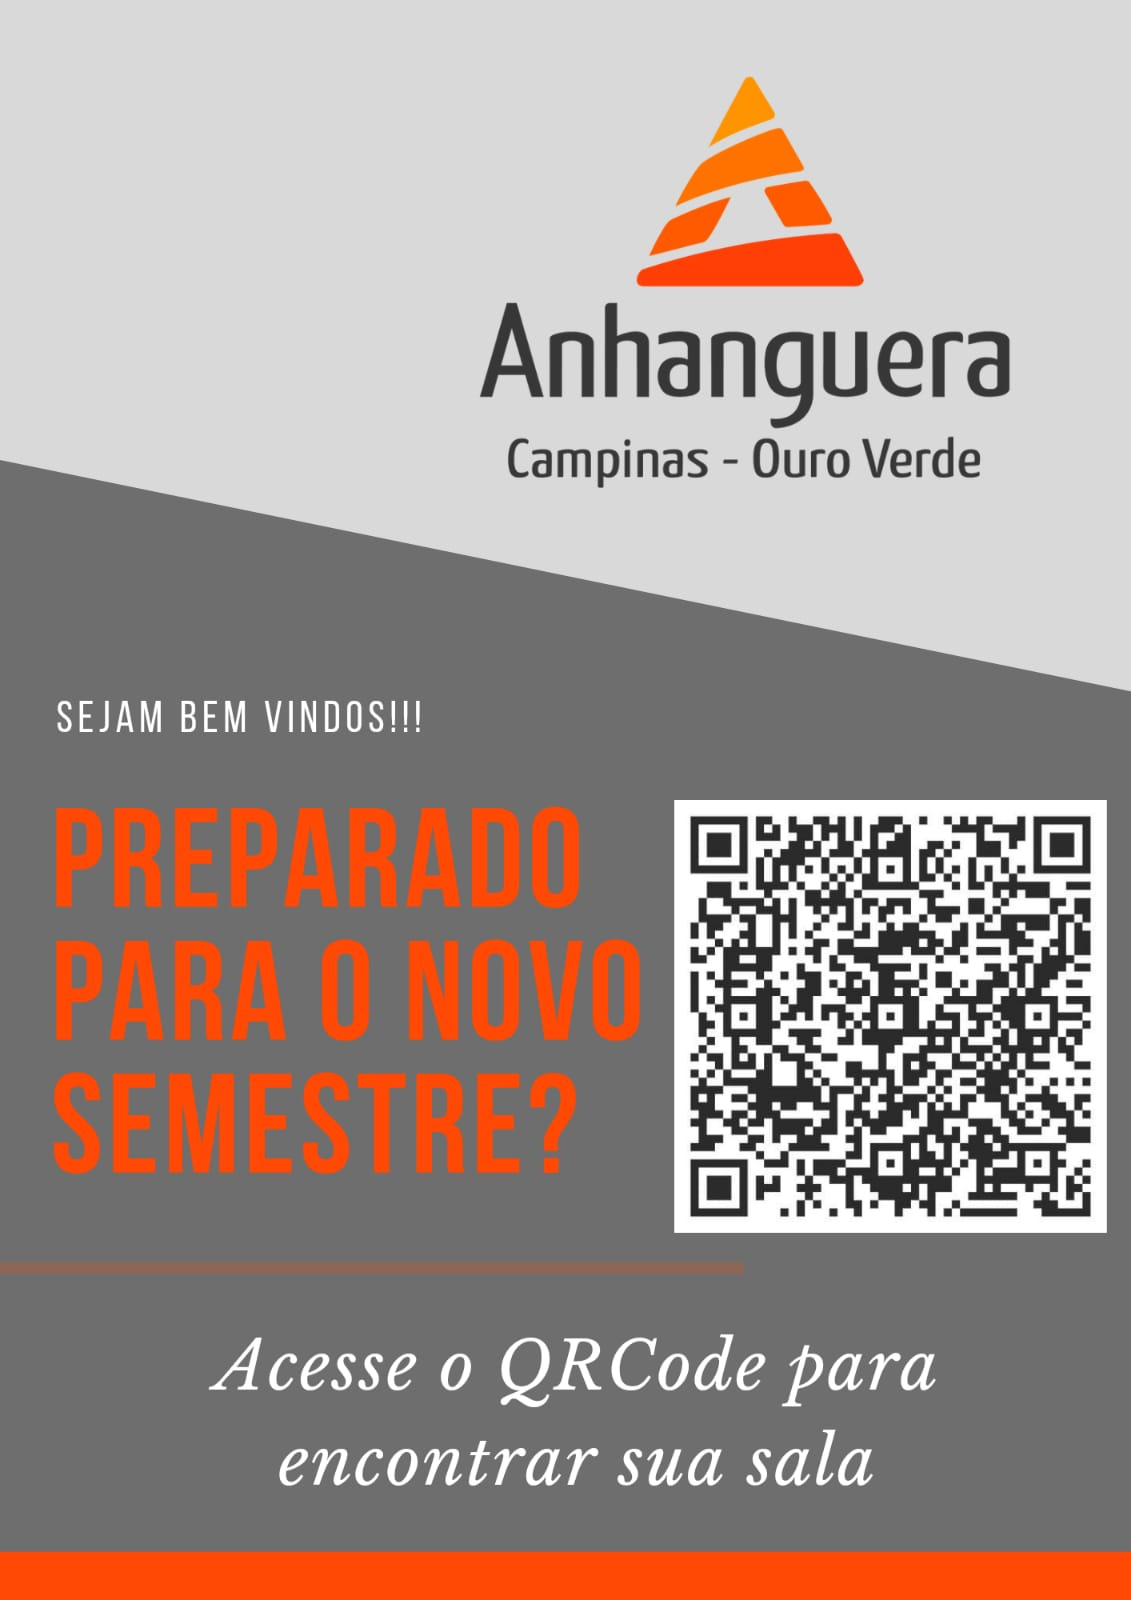 Anhanguera
Campinas - Ouro Verde
SEJAM BEM VINDOS!!!
PREPARADO
PARA O NOVO
SEMESTRE?
Acesse o QRCode para
encontrar sua sala